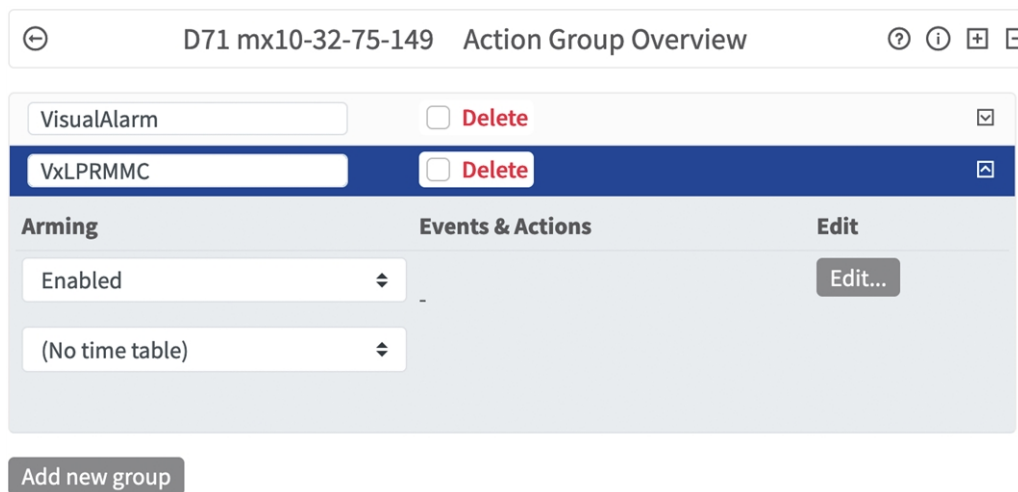 D71 mx10-32-75-149 Action Group Overview
VisualAlarm Delete
VxLPRMMC Delete
Arming Events & Actions Edit
Enabled - Edit...
(No time table)
Add new group